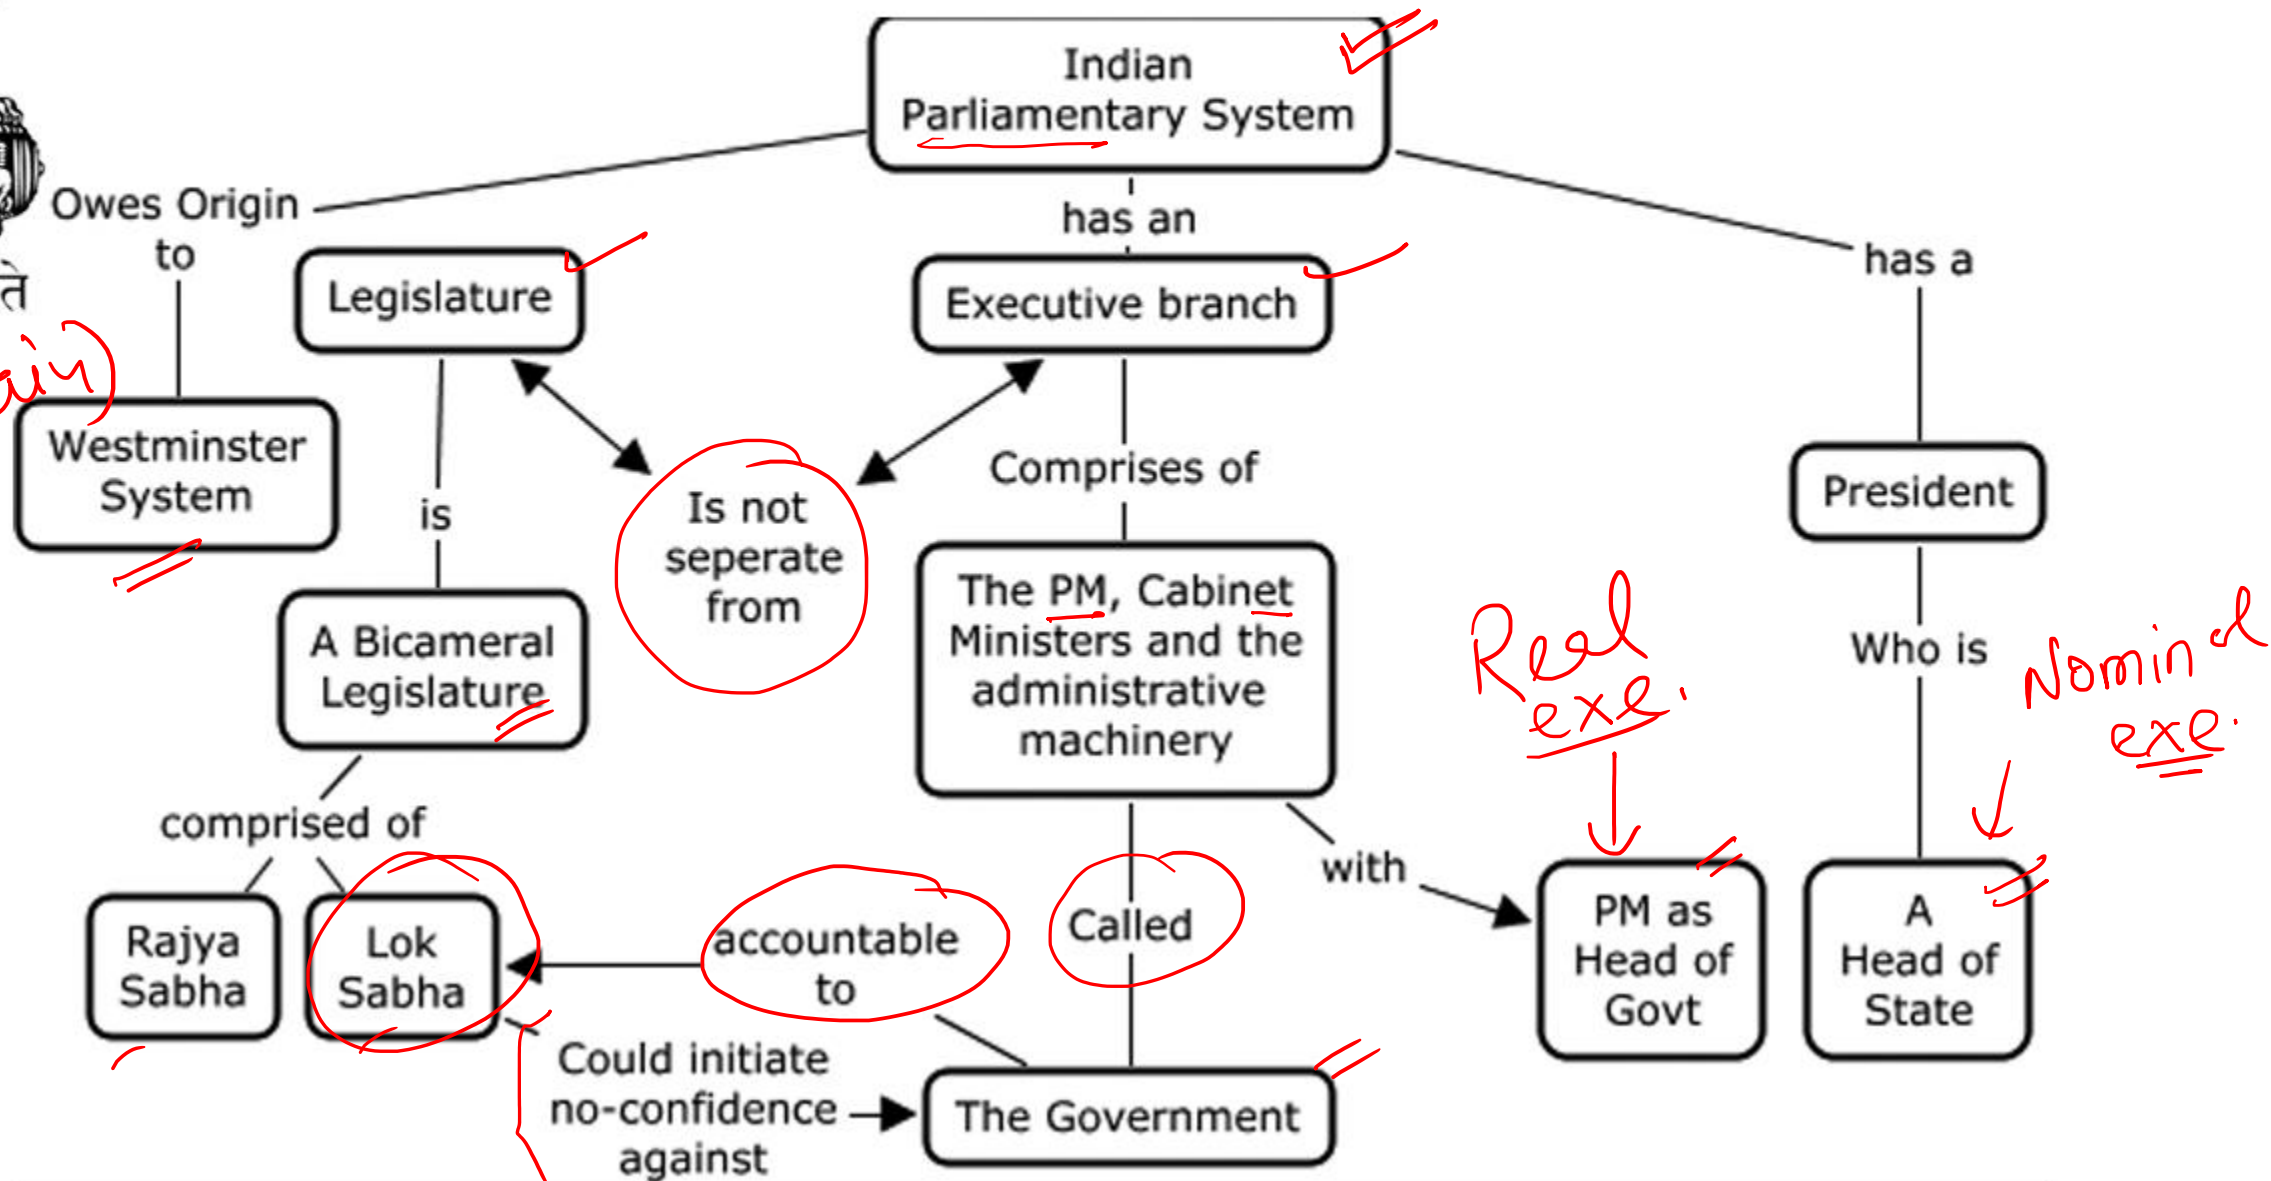 Indian
Parliamentary System
Owes Origin
to
has an
has a
Legislature
Executive branch
Westminster
System
is
Is not
seperate
from
Comprises of
President
A Bicameral
Legislature
The PM, Cabinet
Ministers and the
administrative
machinery
Real
exe.
Who is
Nominal
exe.
comprised of
with
Rajya
Sabha
Lok
Sabha
accountable
to
Called
PM as
Head of
Govt
A
Head of
State
Could initiate
no-confidence
against
The Government